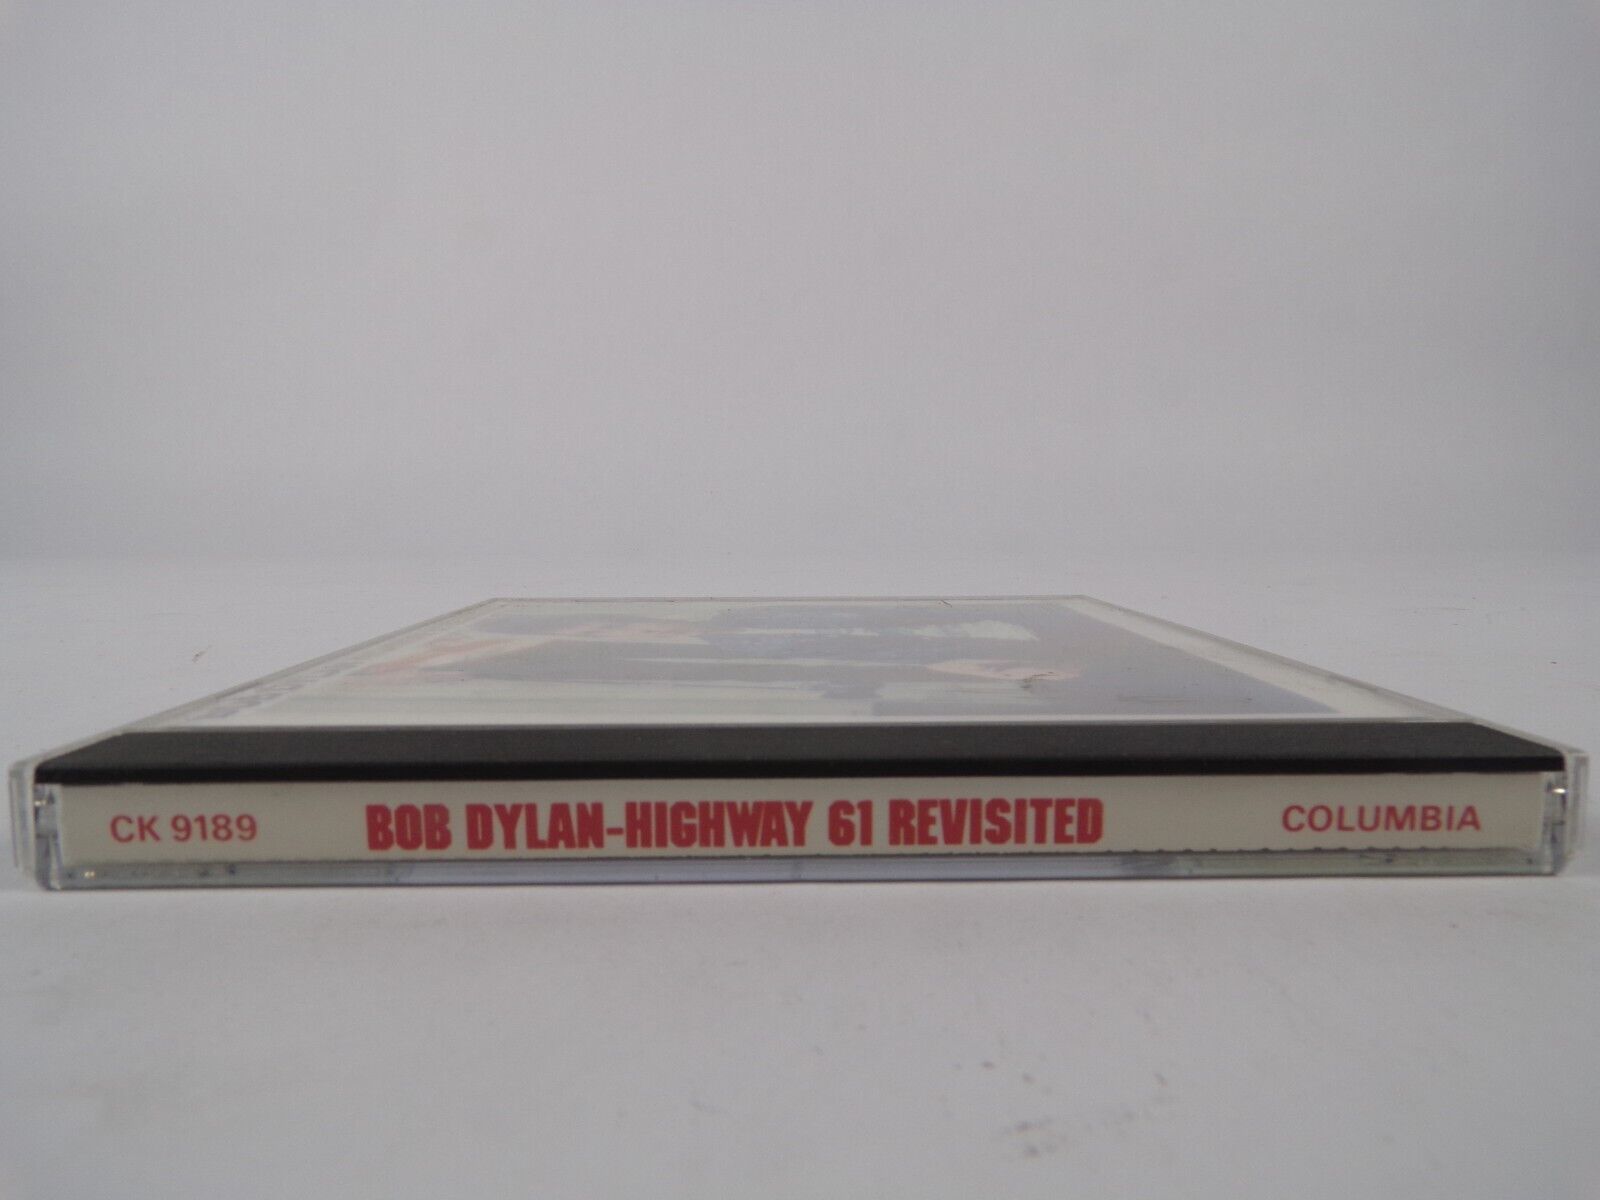 CK 9189 BOB DYLAN-HIGHWAY 61 REVISITED COLUMBIA